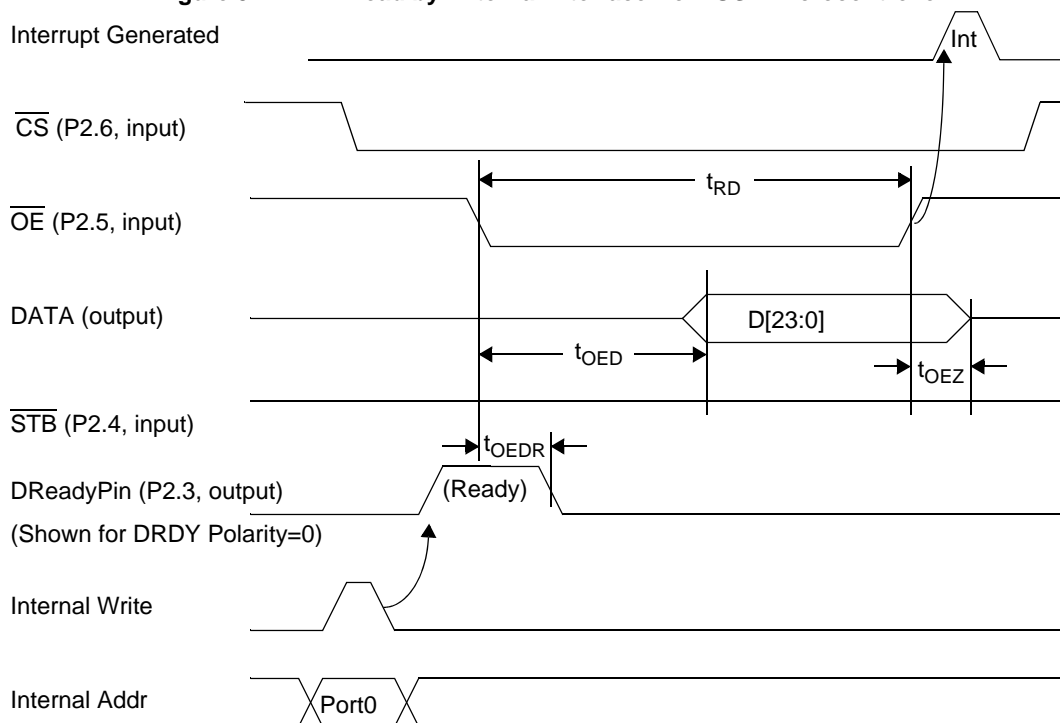 Interrupt Generated
Int
CS (P2.6, input)
tRD
OE (P2.5, input)
DATA (output)
D[23:0]
tOED
tOEZ
STB (P2.4, input)
tOEDR
DReadyPin (P2.3, output)
(Ready)
(Shown for DRDY Polarity=0)
Internal Write
Internal Addr
Port0